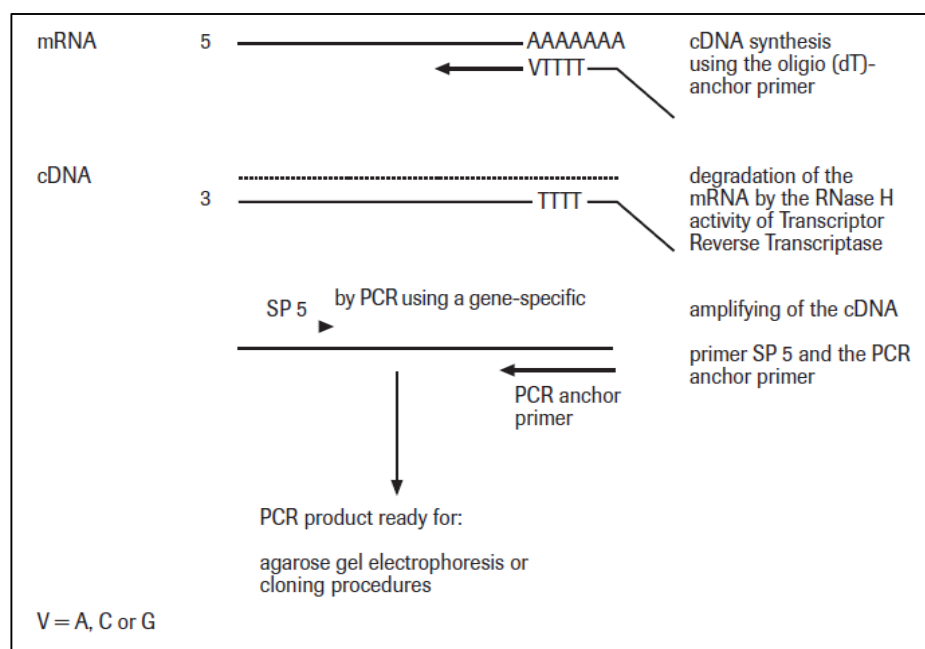 mRNA 5 AAAAAAA cDNA synthesis
VTTTT using the oligio (dT)-
anchor primer
cDNA degradation of the
3 TTTT mRNA by the RNase H
activity of Transcriptor
Reverse Transcriptase
SP 5 by PCR using a gene-specific amplifying of the cDNA
primer SP 5 and the PCR
anchor primer
PCR anchor
primer
PCR product ready for:
agarose gel electrophoresis or
cloning procedures
V = A, C or G